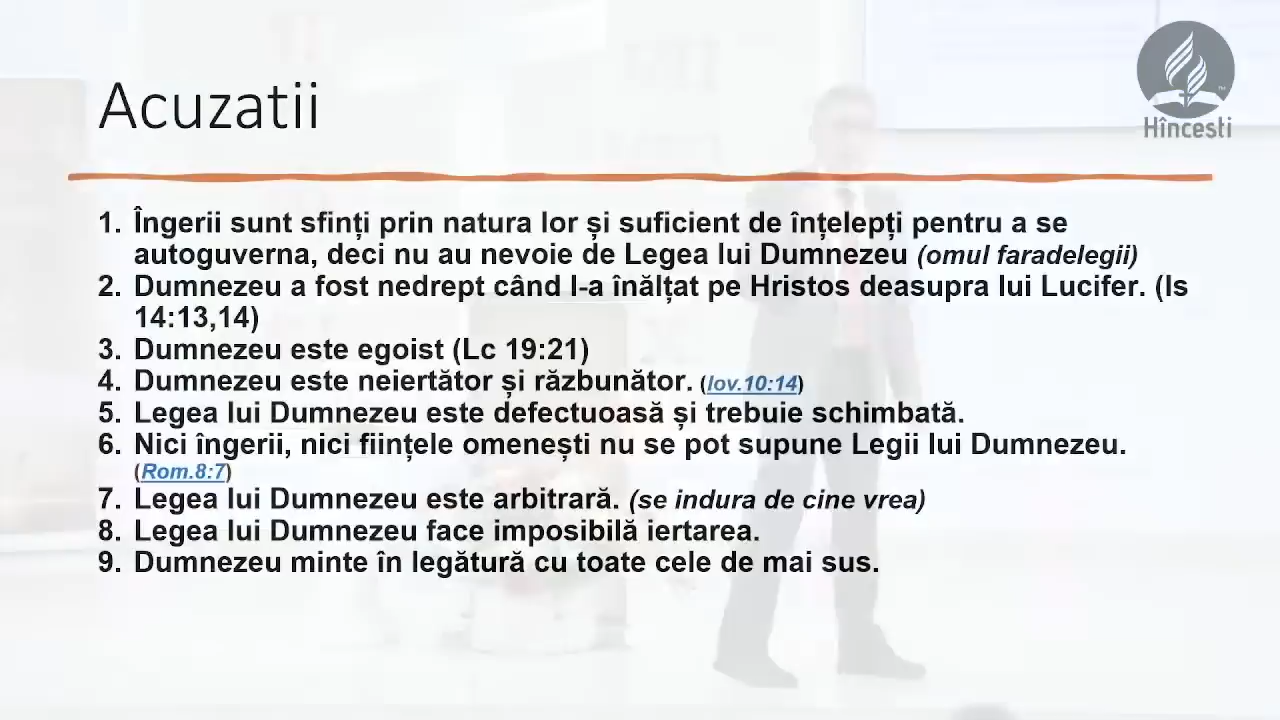 Acuzatii
Hîncesti
1. Îngerii sunt sfinți prin natura lor și suficient de înțelepți pentru a se
autoguverna, deci nu au nevoie de Legea lui Dumnezeu (omul faradelegii)
2. Dumnezeu a fost nedrept când l-a înălțat pe Hristos deasupra lui Lucifer. (Is
14:13,14)
3. Dumnezeu este egoist (Lc 19:21)
4. Dumnezeu este neiertător și răzbunător. (Iov.10:14)
5. Legea lui Dumnezeu este defectuoasă și trebuie schimbată.
6. Nici îngerii, nici ființele omenești nu se pot supune Legii lui Dumnezeu.
(Rom.8:7)
7. Legea lui Dumnezeu este arbitrară. (se indura de cine vrea)
8. Legea lui Dumnezeu face imposibilă iertarea.
9. Dumnezeu minte în legătură cu toate cele de mai sus.